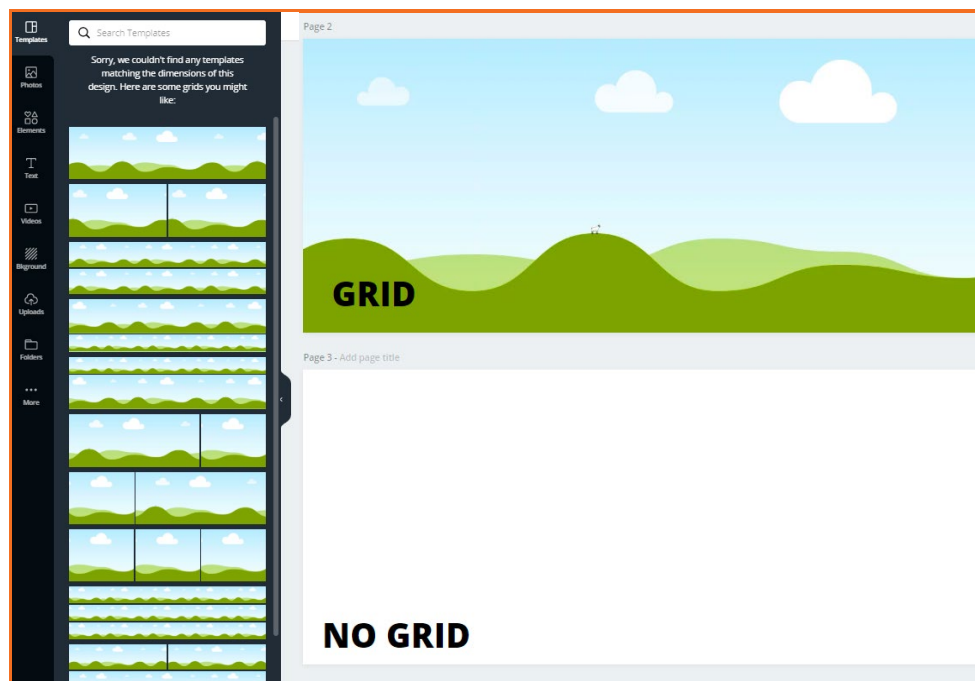 Templates
Photos
Elements
Text
Videos
Bkground
Uploads
Folders
More
Search Templates
Sorry, we couldn't find any templates
matching the dimensions of this
design. Here are some grids you might
like:
Page 2
GRID
Page 3 - Add page title
NO GRID